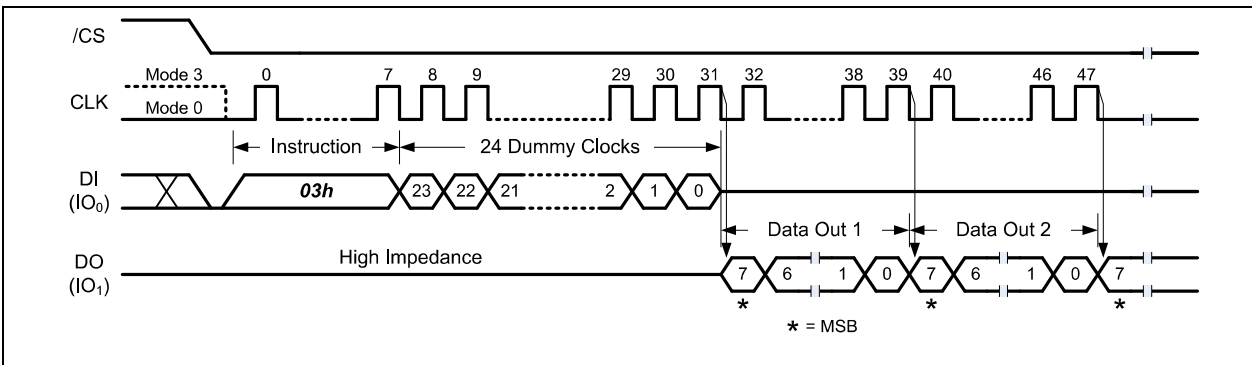 /CS
Mode 3 0 7 8 9 29 30 31 32 38 39 40 46 47
CLK
Mode 0
Instruction 24 Dummy Clocks
DI
(IO₀)
03h 23 22 21 2 1 0
Data Out 1 Data Out 2
High Impedance
DO
(IO₁)
7 6 1 0 7 6 1 0 7
* * *
* = MSB